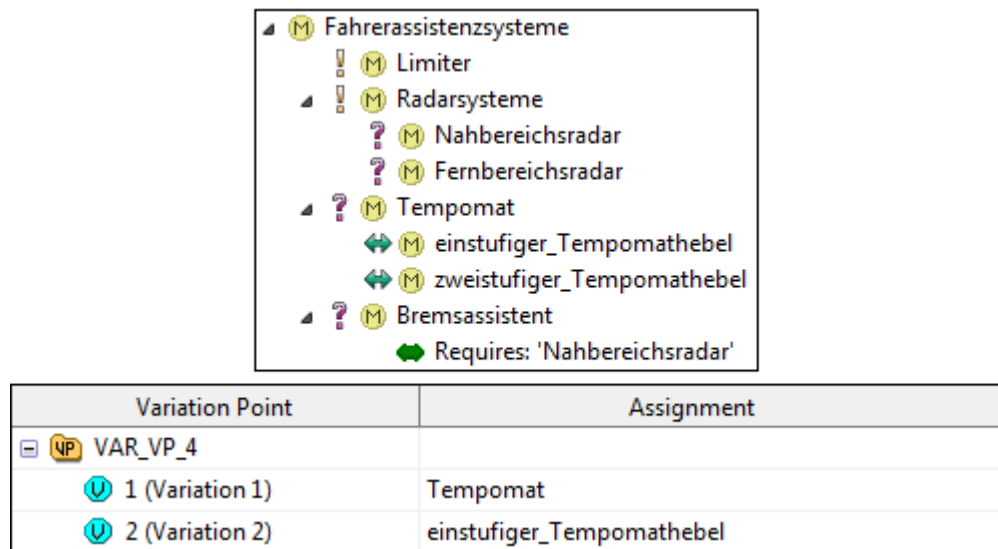 Fahrerassistenzsysteme
Limiter
Radarsysteme
Nahbereichsradar
Fernbereichsradar
Tempomat
einstufiger_Tempomathebel
zweistufiger_Tempomathebel
Bremsassistent
Requires: 'Nahbereichsradar'
Variation Point Assignment
VAR_VP_4
1 (Variation 1) Tempomat
2 (Variation 2) einstufiger_Tempomathebel